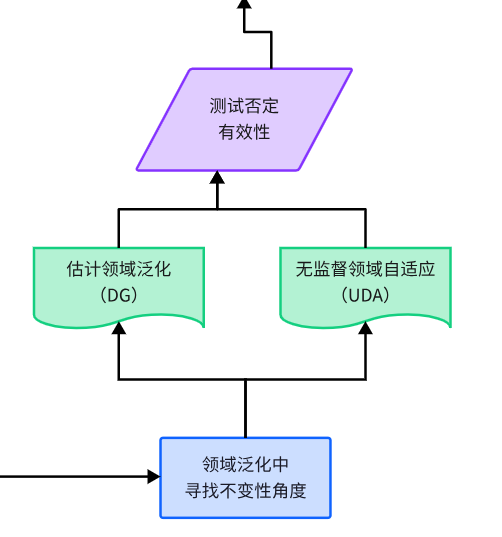 测试否定
有效性
估计领域泛化
（DG）
无监督领域自适应
（UDA）
领域泛化中
寻找不变性角度